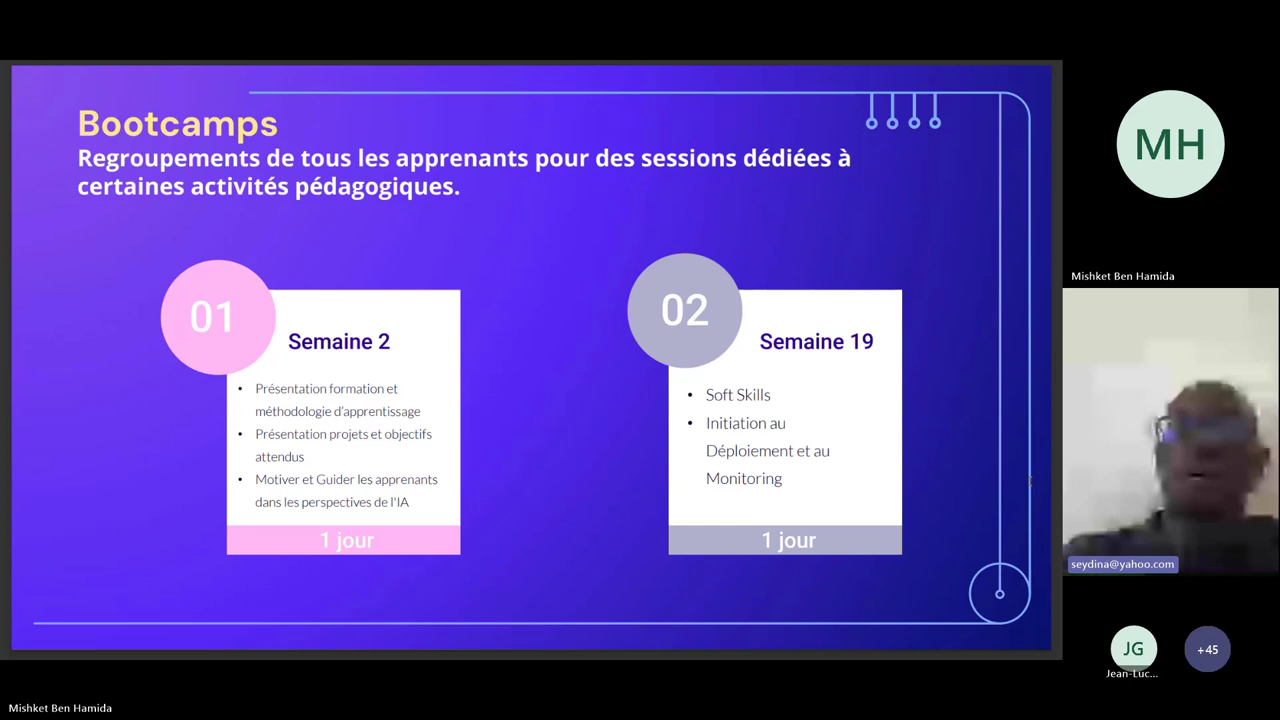 Bootcamps
Regroupements de tous les apprenants pour des sessions dédiées à
certaines activités pédagogiques.
01
Semaine 2
• Présentation formation et
méthodologie d'apprentissage
• Présentation projets et objectifs
attendus
• Motiver et Guider les apprenants
dans les perspectives de l'IA
1 jour
02
Semaine 19
• Soft Skills
• Initiation au
Déploiement et au
Monitoring
1 jour
MH
Mishket Ben Hamida
seydina@yahoo.com
JG
Jean-Luc...
+45
Mishket Ben Hamida